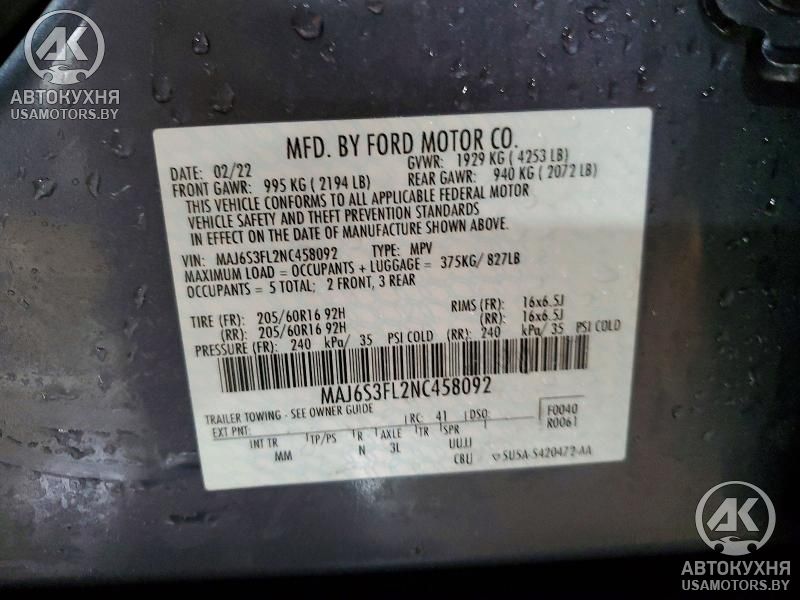 AK
АВТОКУХНЯ
USAMOTORS.BY
MFD. BY FORD MOTOR CO.
DATE: 02/22 GVWR: 1929 KG ( 4253 LB)
FRONT GAWR: 995 KG ( 2194 LB) REAR GAWR: 940 KG ( 2072 LB)
THIS VEHICLE CONFORMS TO ALL APPLICABLE FEDERAL MOTOR
VEHICLE SAFETY AND THEFT PREVENTION STANDARDS
IN EFFECT ON THE DATE OF MANUFACTURE SHOWN ABOVE.
VIN: MAJ6S3FL2NC458092 TYPE: MPV
MAXIMUM LOAD = OCCUPANTS + LUGGAGE = 375KG/ 827LB
OCCUPANTS = 5 TOTAL; 2 FRONT, 3 REAR
TIRE (FR): 205/60R16 92H RIMS (FR): 16x6.5J
(RR): 205/60R16 92H (RR): 16x6.5J
PRESSURE (FR): 240 kPa/ 35 PSI COLD (RR): 240 kPa/ 35 PSI COLD
MAJ6S3FL2NC458092
TRAILER TOWING - SEE OWNER GUIDE
EXT PNT: RC: 41 DSO: F0040
R0061
INT TR TP/PS R AXLE TR SPR UUJJ
MM N 3L CBU SUSA-S420472-AA
AK
АВТОКУХНЯ
USAMOTORS.BY